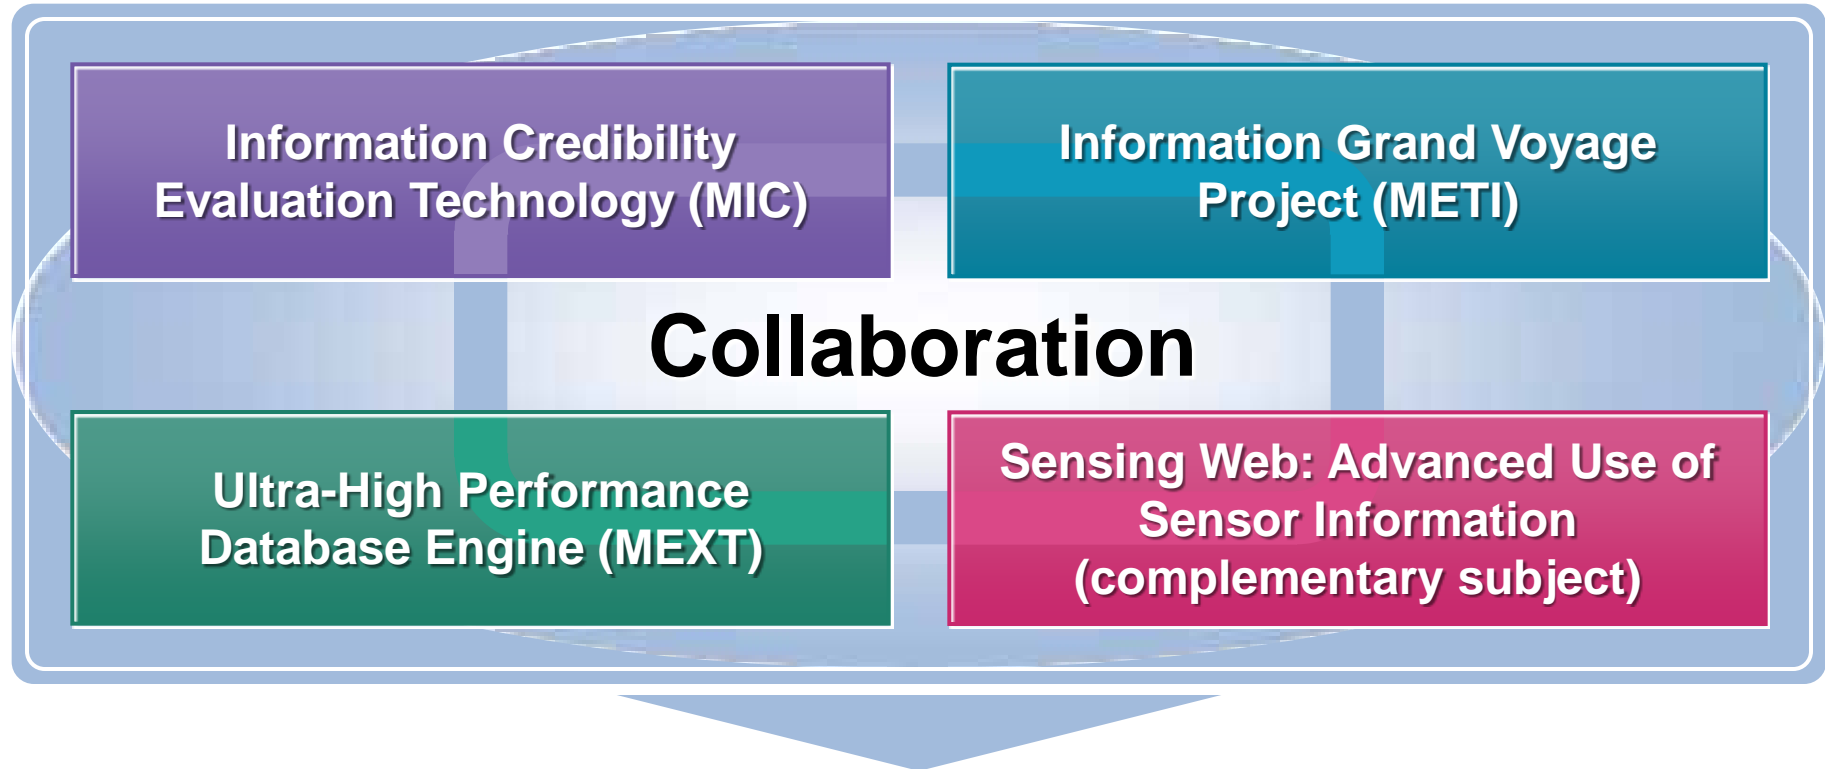 Information Credibility
Evaluation Technology (MIC)
Information Grand Voyage
Project (METI)
Collaboration
Ultra-High Performance
Database Engine (MEXT)
Sensing Web: Advanced Use of
Sensor Information
(complementary subject)